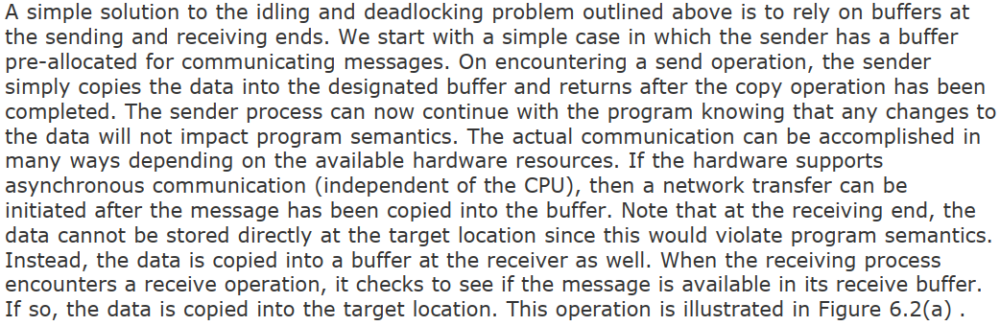 A simple solution to the idling and deadlocking problem outlined above is to rely on buffers at
the sending and receiving ends. We start with a simple case in which the sender has a buffer
pre-allocated for communicating messages. On encountering a send operation, the sender
simply copies the data into the designated buffer and returns after the copy operation has been
completed. The sender process can now continue with the program knowing that any changes to
the data will not impact program semantics. The actual communication can be accomplished in
many ways depending on the available hardware resources. If the hardware supports
asynchronous communication (independent of the CPU), then a network transfer can be
initiated after the message has been copied into the buffer. Note that at the receiving end, the
data cannot be stored directly at the target location since this would violate program semantics.
Instead, the data is copied into a buffer at the receiver as well. When the receiving process
encounters a receive operation, it checks to see if the message is available in its receive buffer.
If so, the data is copied into the target location. This operation is illustrated in Figure 6.2(a) .